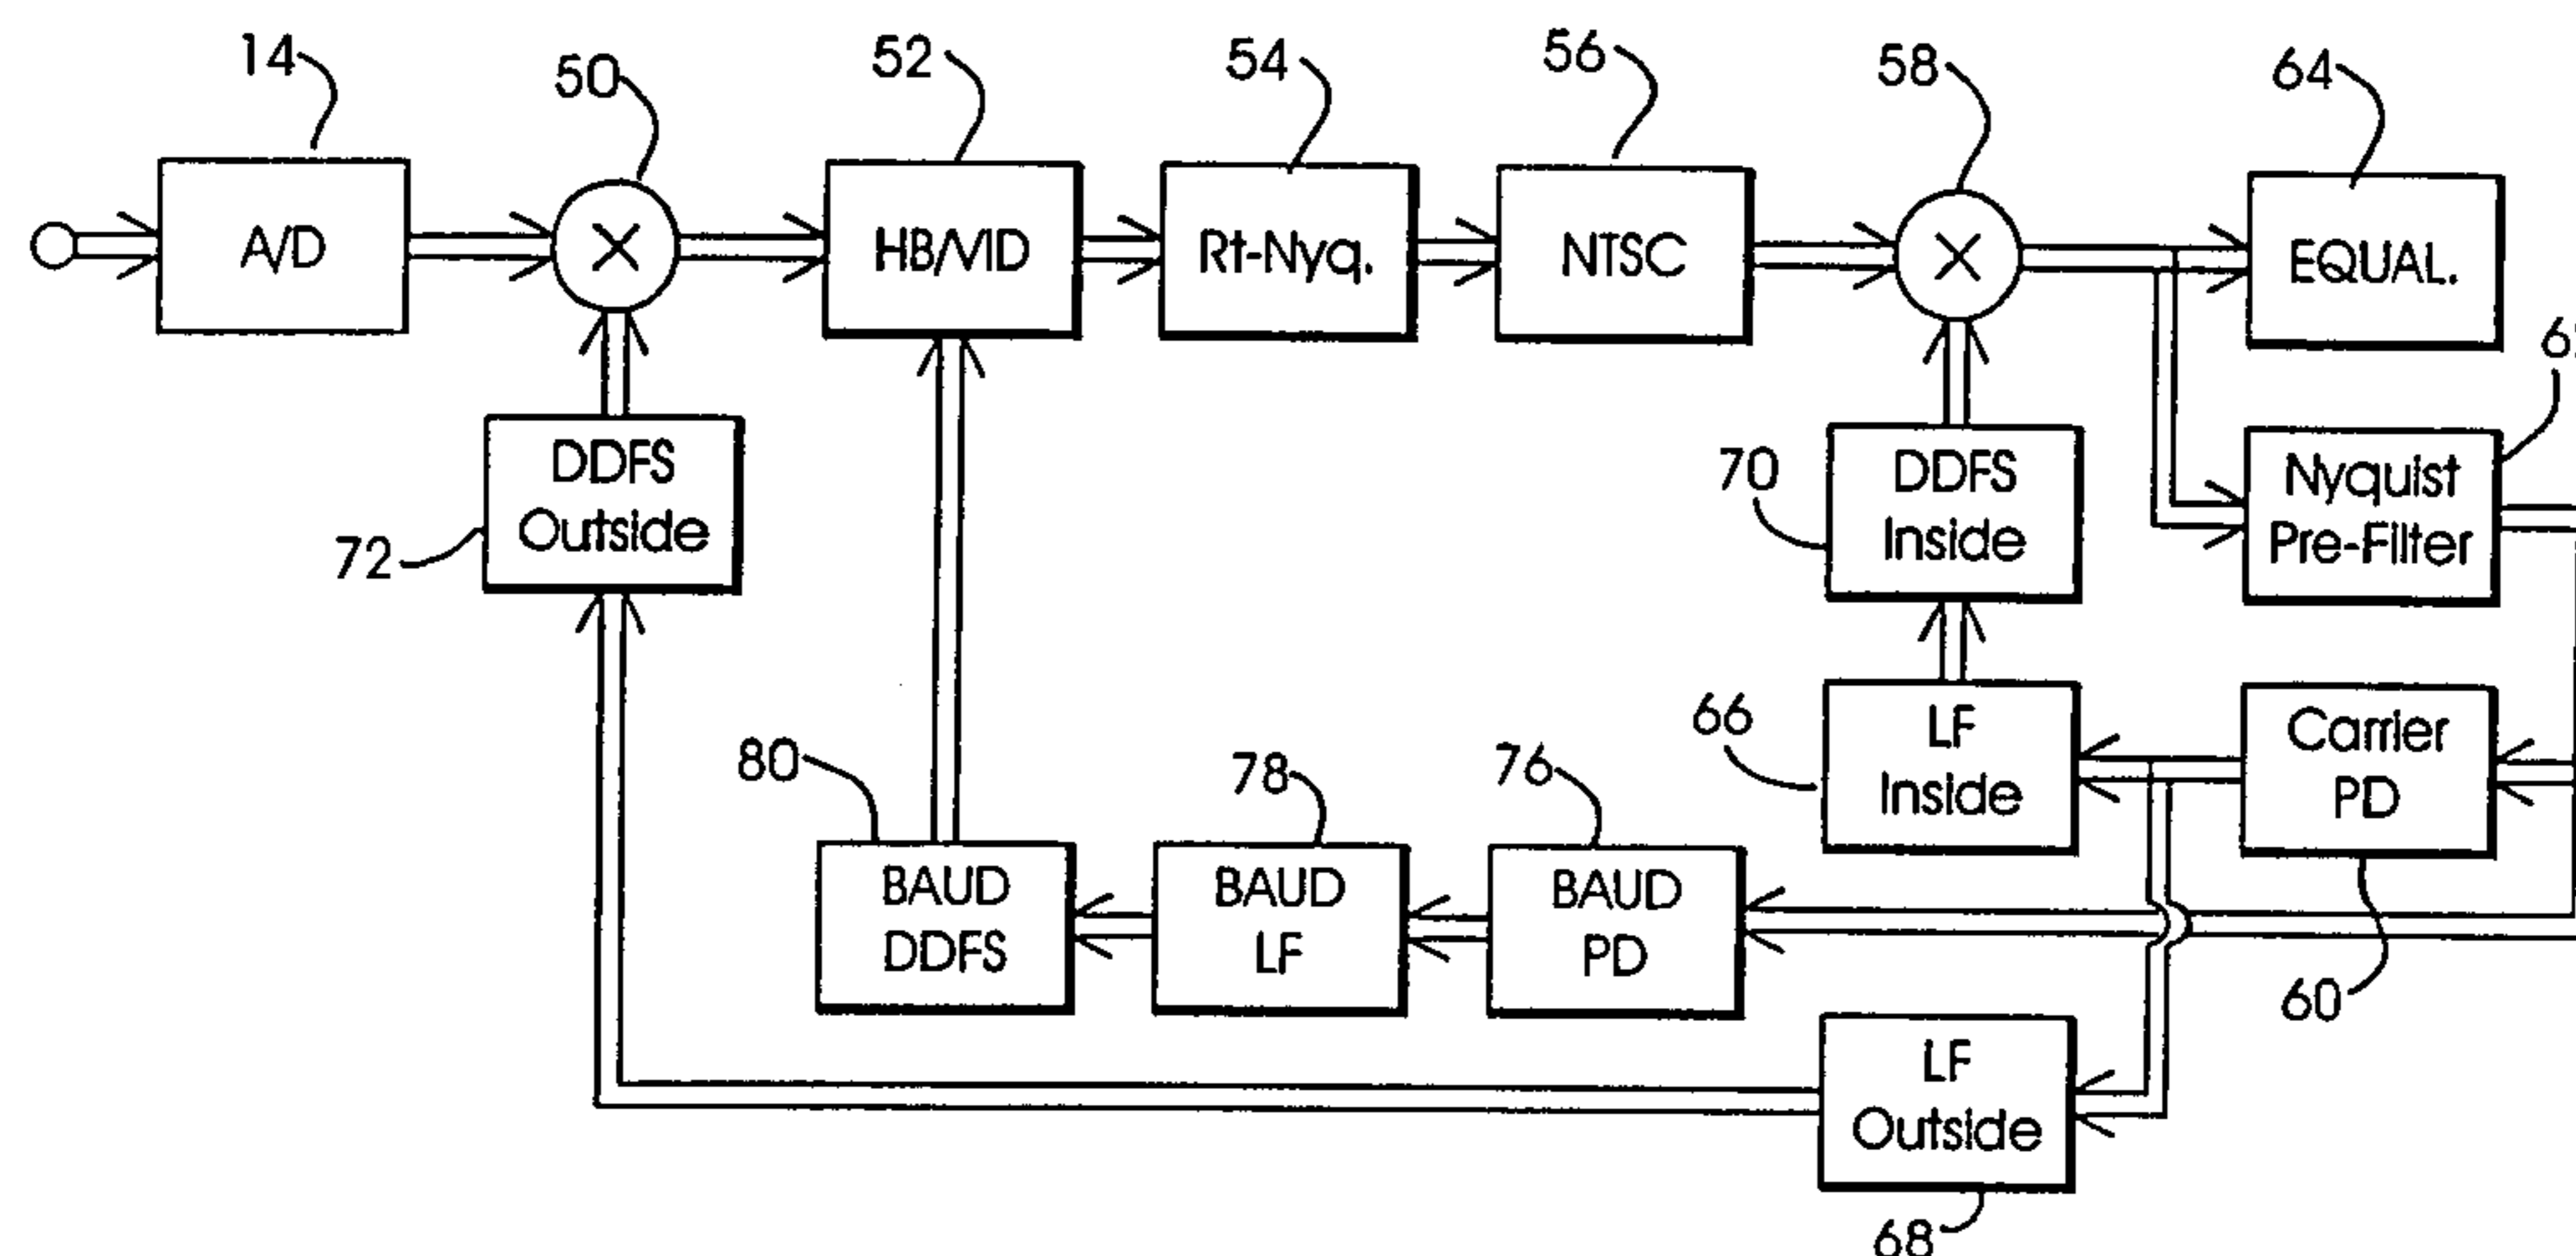 14
50
52
54
56
58
64
A/D
X
HB/VID
Rt-Nyq.
NTSC
X
EQUAL.
DDFS
Outside
72
70
DDFS
Inside
Nyquist
Pre-Filter
66
LF
Inside
Carrier
PD
60
80
BAUD
DDFS
78
BAUD
LF
76
BAUD
PD
LF
Outside
68